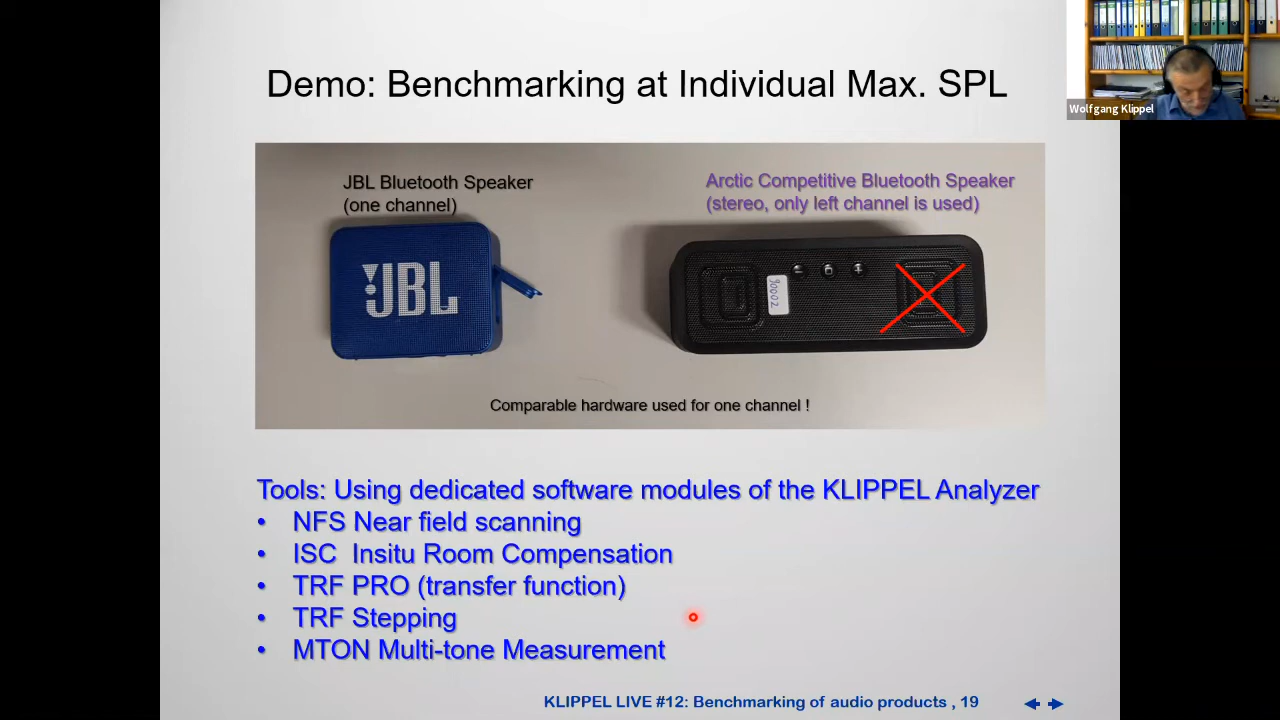 Demo: Benchmarking at Individual Max. SPL
Wolfgang Klippel
JBL Bluetooth Speaker
(one channel)
Arctic Competitive Bluetooth Speaker
(stereo, only left channel is used)
JBL
90002
Comparable hardware used for one channel !
Tools: Using dedicated software modules of the KLIPPEL Analyzer
• NFS Near field scanning
• ISC Insitu Room Compensation
• TRF PRO (transfer function)
• TRF Stepping
• MTON Multi-tone Measurement
KLIPPEL LIVE #12: Benchmarking of audio products , 19